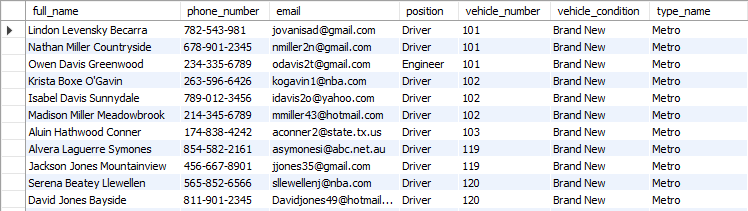 full_name phone_number email position vehicle_number vehicle_condition type_name
Lindon Levensky Becarra 782-543-981 jovanisad@gmail.com Driver 101 Brand New Metro
Nathan Miller Countryside 678-901-2345 nmiller2n@gmail.com Driver 101 Brand New Metro
Owen Davis Greenwood 234-335-6789 odavis2t@gmail.com Engineer 101 Brand New Metro
Krista Boxe O'Gavin 263-596-6426 kogavin1@nba.com Driver 102 Brand New Metro
Isabel Davis Sunnydale 789-012-3456 idavis2o@yahoo.com Driver 102 Brand New Metro
Madison Miller Meadowbrook 214-345-6789 mmiller43@hotmail.com Driver 102 Brand New Metro
Aluin Hathwood Conner 174-838-4242 aconner2@state.tx.us Driver 103 Brand New Metro
Alvera Laguerre Symones 854-582-2161 asymonesi@abc.net.au Driver 119 Brand New Metro
Jackson Jones Mountainview 456-667-8901 jjones35@gmail.com Driver 119 Brand New Metro
Serena Beatey Llewellen 565-852-6566 sllewellenj@nba.com Driver 120 Brand New Metro
David Jones Bayside 811-901-2345 Davidjones49@hotmail... Driver 120 Brand New Metro